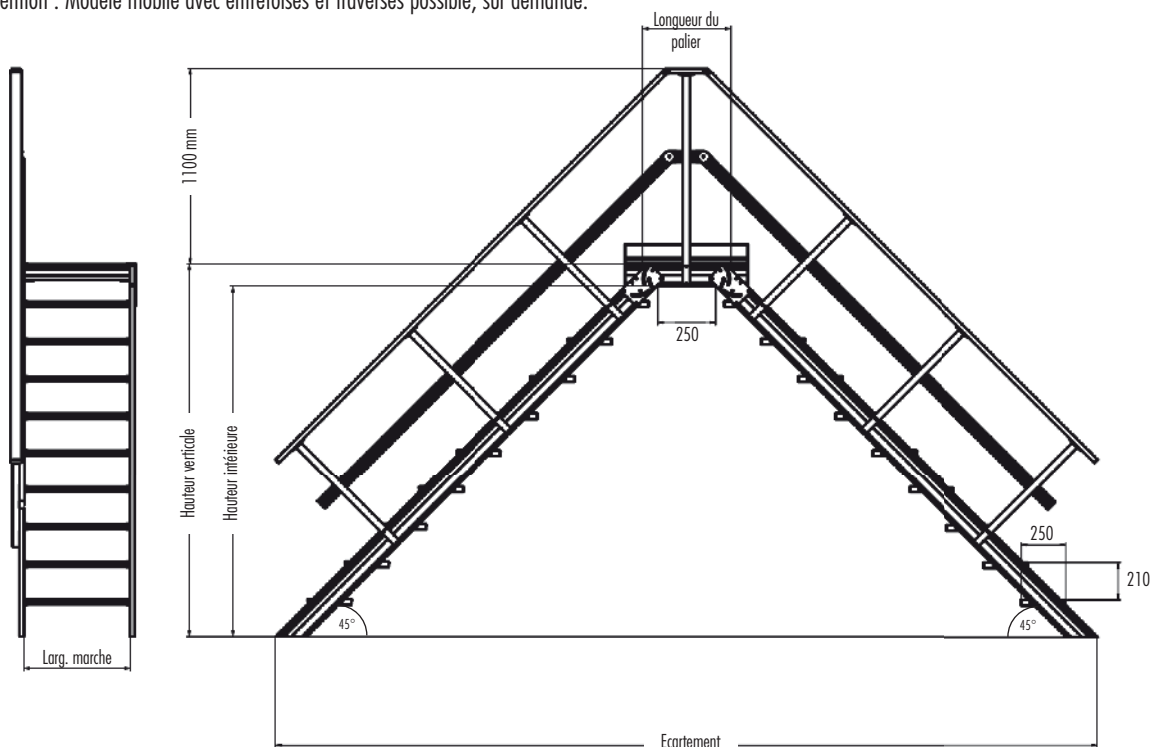 Modèle mobile avec entretoises et traverses possible, sur demande.
Longueur du
palier
1100 mm
250
Hauteur verticale
Hauteur intérieure
250
210
45°
45°
Larg. marche
Ecartement